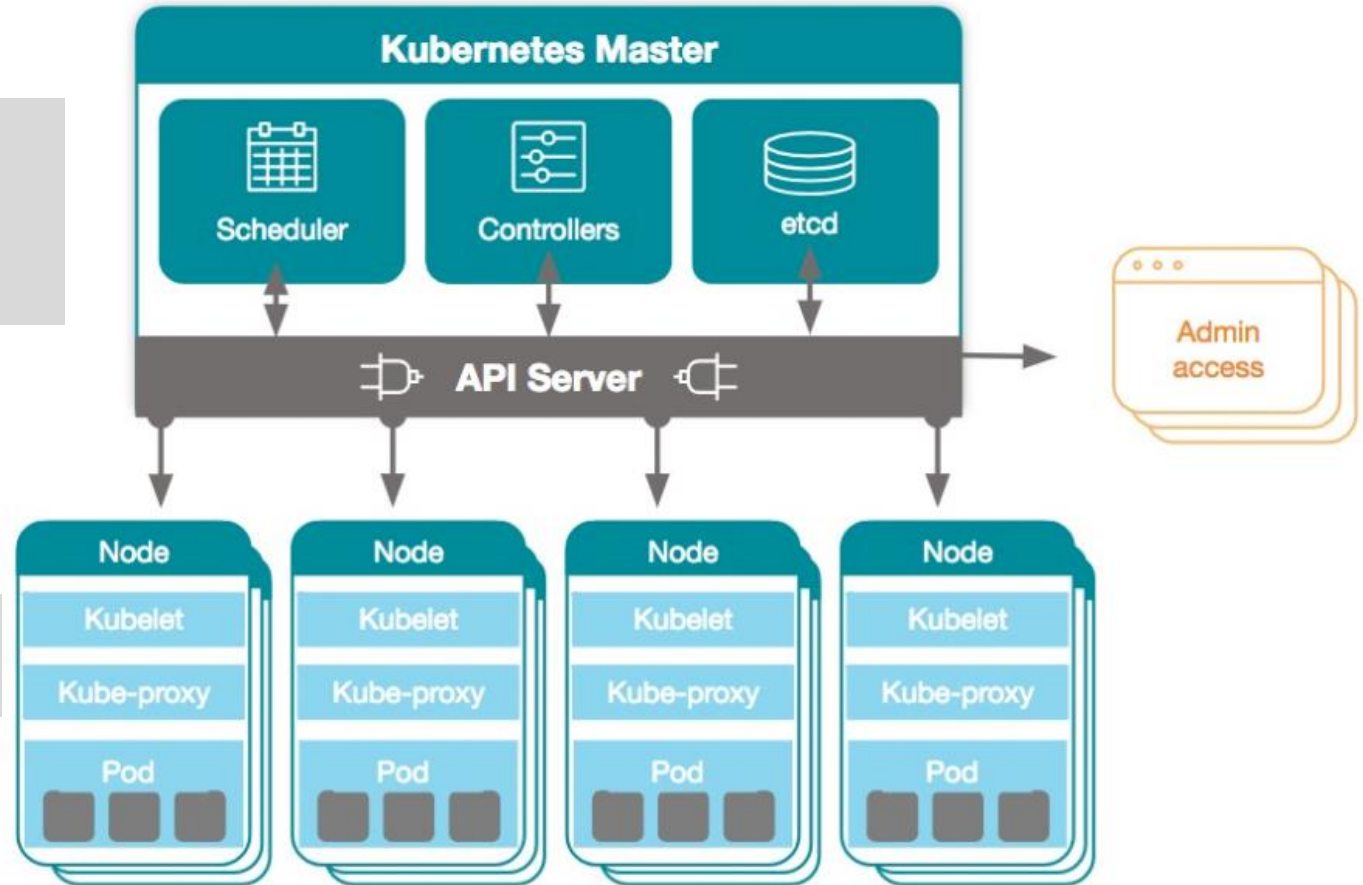 Kubernetes Master
Scheduler
Controllers
etcd
API Server
Admin
access
Node
Kubelet
Kube-proxy
Pod
Node
Kubelet
Kube-proxy
Pod
Node
Kubelet
Kube-proxy
Pod
Node
Kubelet
Kube-proxy
Pod